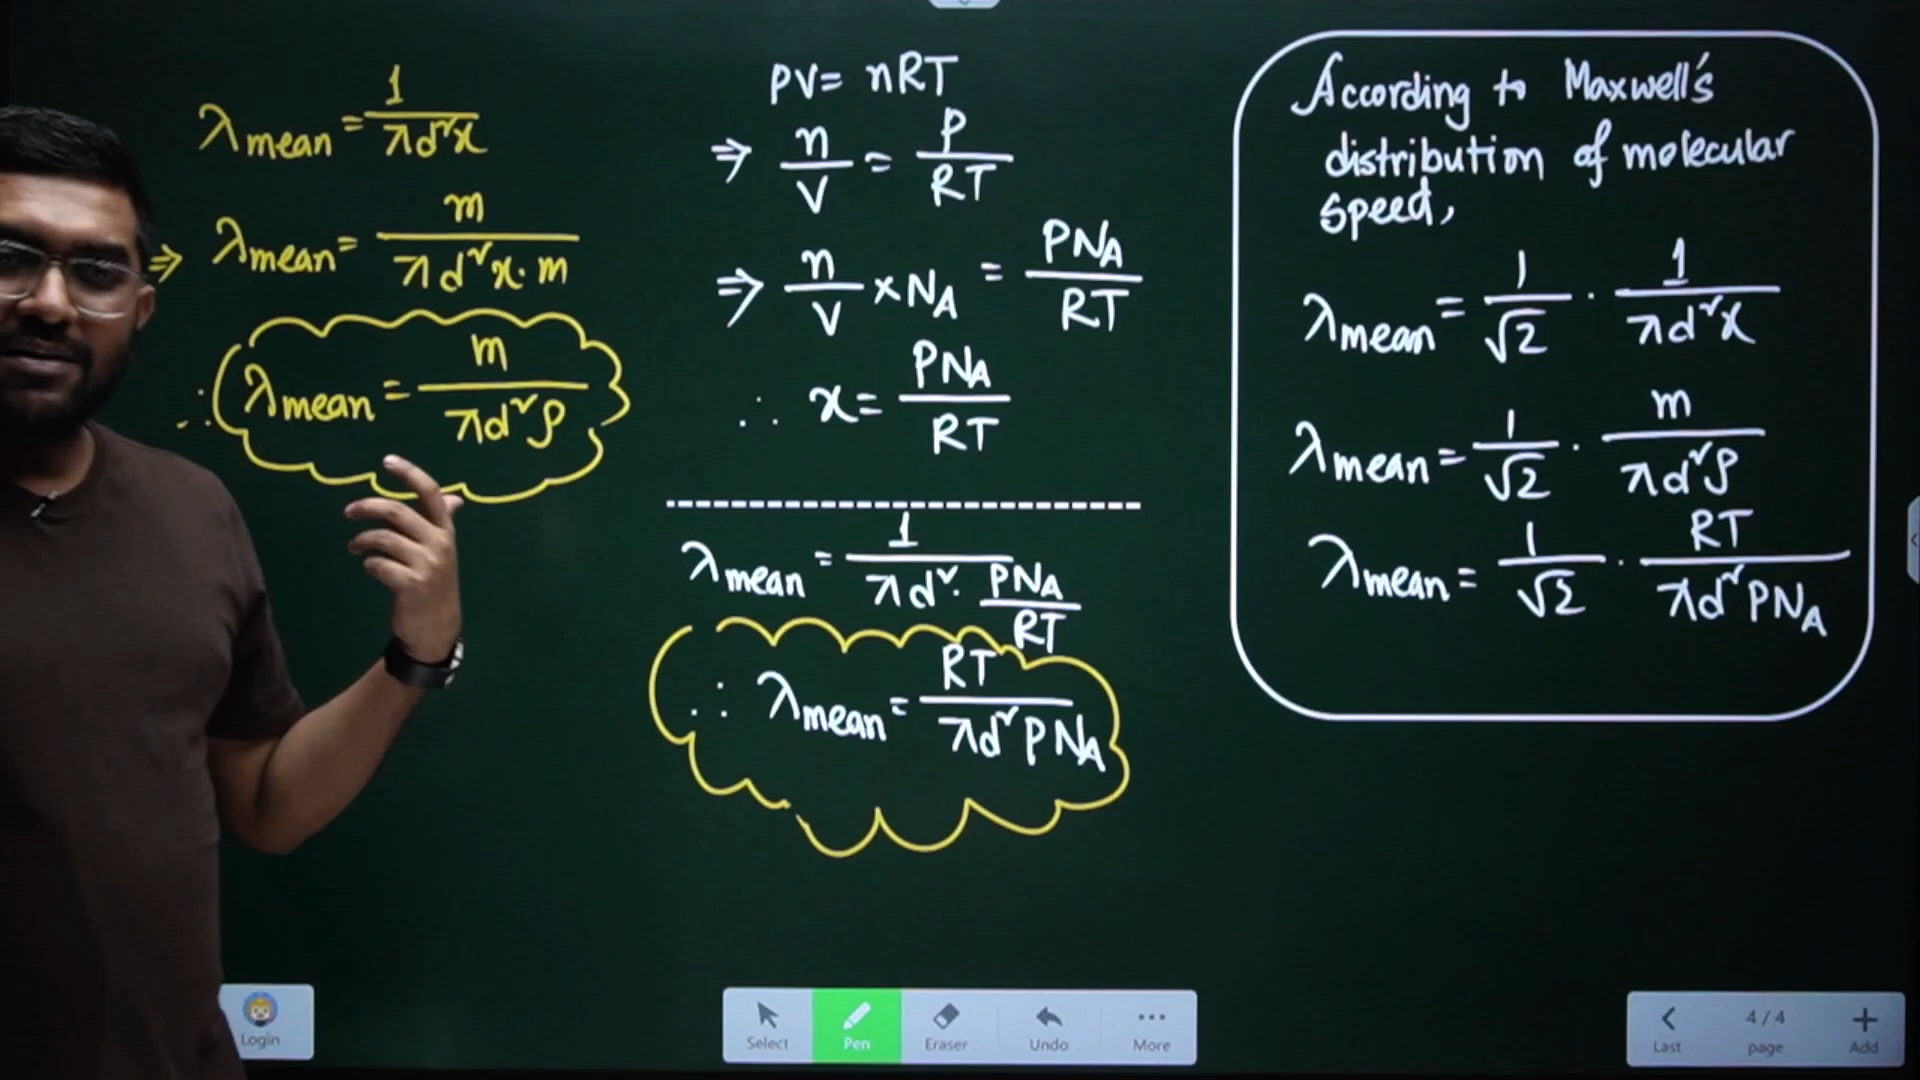 λmean = 1/πd²x
⇒ λmean = m/πd²x·m
∴ λmean = m/πd²ρ
PV = nRT
⇒ n/V = P/RT
⇒ n/V × NA = PNA/RT
∴ x = PNA/RT
λmean = 1/(πd²·PNA/RT)
∴ λmean = RT/πd²PNA
According to Maxwell's
distribution of molecular
speed,
λmean = 1/√2 · 1/πd²x
λmean = 1/√2 · m/πd²ρ
λmean = 1/√2 · RT/πd²PNA
Login
Select Pen Eraser Undo More
Last 4/4 page Add